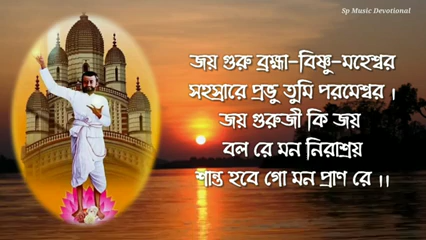 Sp Music Devotional
জয় গুরু ব্রহ্মা-বিষ্ণু-মহেশ্বর
সহস্রারে প্রভু তুমি পরমেশ্বর ।
জয় গুরুজী কি জয়
বল রে মন নিরাশ্রয়
শান্ত হবে গো মন প্রাণ রে ।।